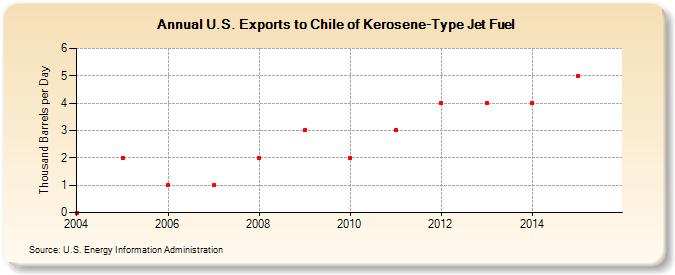 Annual U.S. Exports to Chile of Kerosene-Type Jet Fuel
Thousand Barrels per Day
6
5
4
3
2
1
0
2004 2006 2008 2010 2012 2014
Source: U.S. Energy Information Administration